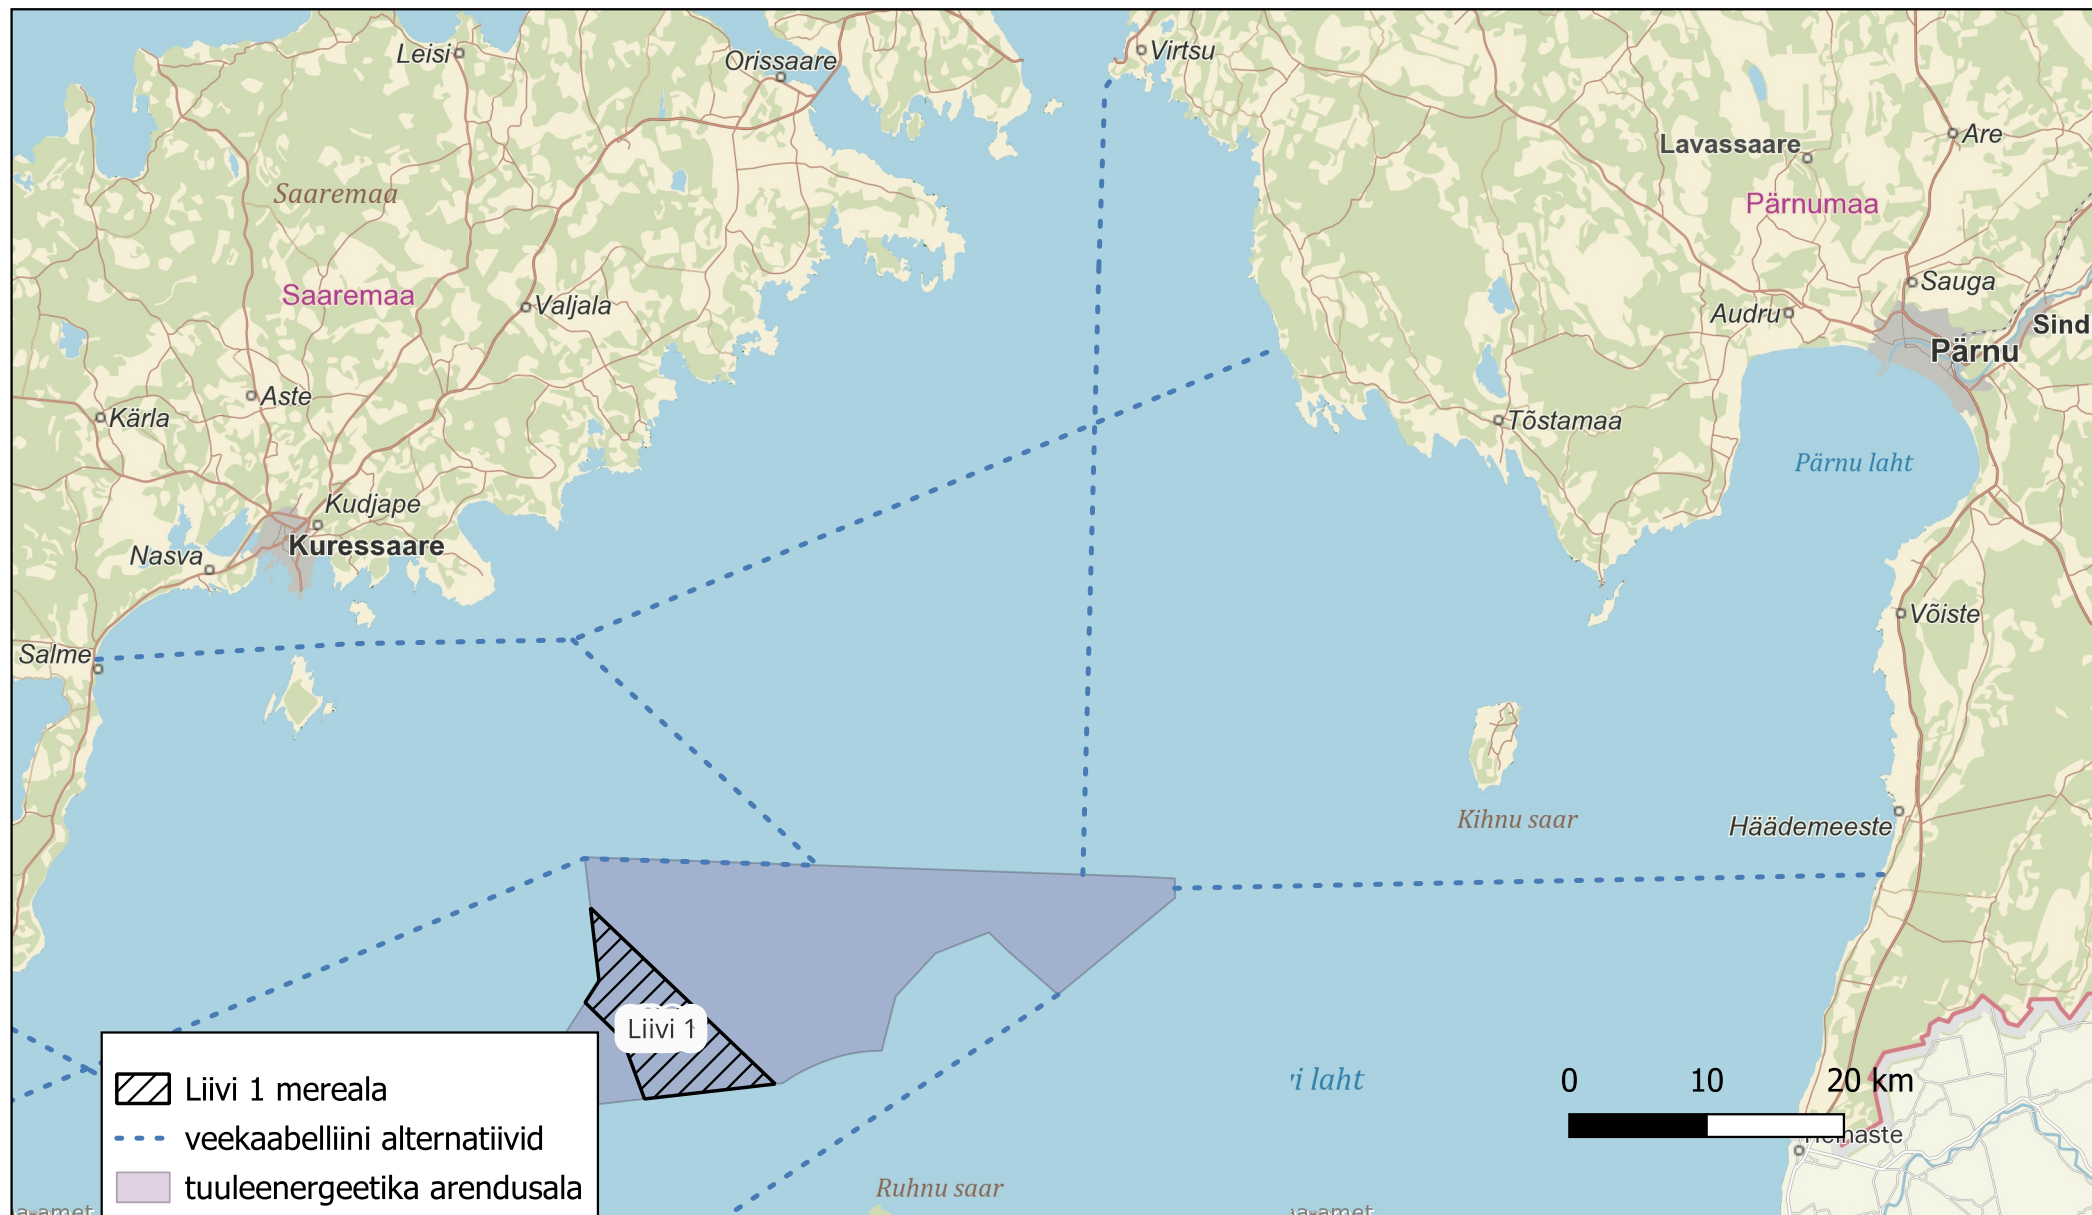 Leisi
Orissaare
Virtsu
Lavassaare
Are
Saaremaa
Pärnumaa
Saaremaa
Valjala
Sauga
Audru
Sind
Pärnu
Aste
Kärla
Tõstamaa
Pärnu laht
Kudjape
Kuressaare
Nasva
Võiste
Salme
Kihnu saar
Häädemeeste
Liivi 1
laht
0 10 20 km
Liivi 1 mereala
veekaabelliini alternatiivid
tuuleenergeetika arendusala
Ruhnu saar